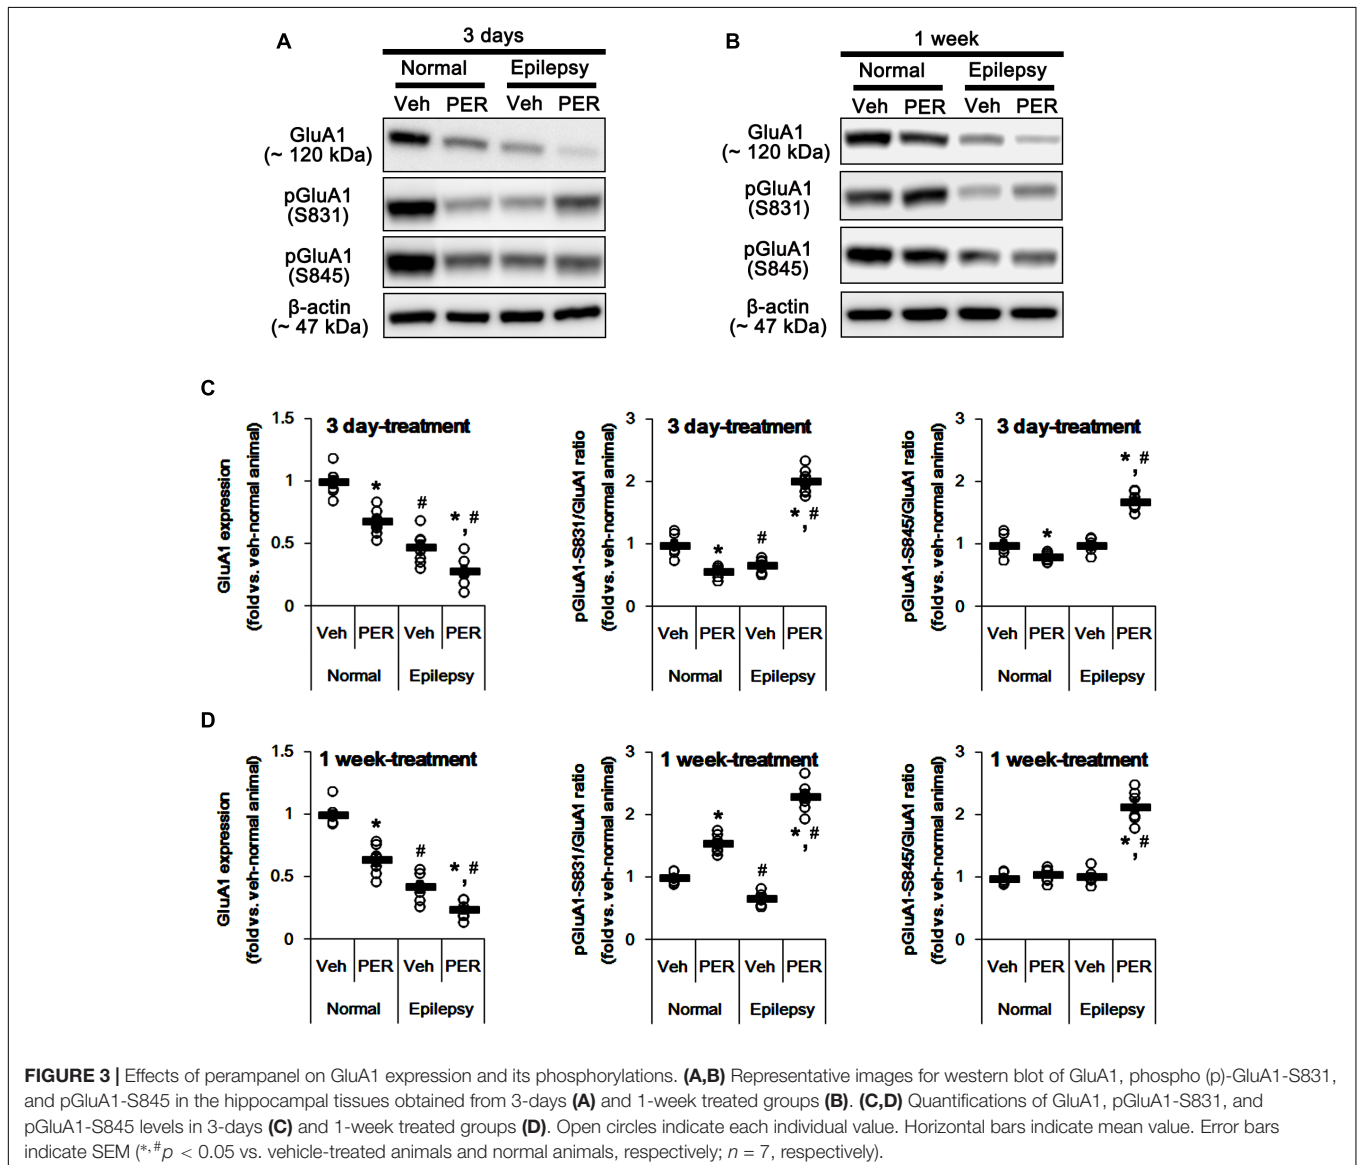 A
3 days
Normal Epilepsy
Veh PER Veh PER
GluA1
(~ 120 kDa)
pGluA1
(S831)
pGluA1
(S845)
β-actin
(~ 47 kDa)
B
1 week
Normal Epilepsy
Veh PER Veh PER
GluA1
(~ 120 kDa)
pGluA1
(S831)
pGluA1
(S845)
β-actin
(~ 47 kDa)
C
GluA1 expression
(fold vs. veh-normal animal)
1.5
1
0.5
0
3 day-treatment
*
#
*, #
Veh PER Veh PER
Normal Epilepsy
pGluA1-S831/GluA1 ratio
(fold vs. veh-normal animal)
3
2
1
0
3 day-treatment
*
#
*, #
Veh PER Veh PER
Normal Epilepsy
pGluA1-S845/GluA1 ratio
(fold vs. veh-normal animal)
3
2
1
0
3 day-treatment
*
*, #
Veh PER Veh PER
Normal Epilepsy
D
GluA1 expression
(fold vs. veh-normal animal)
1.5
1
0.5
0
1 week-treatment
*
#
*, #
Veh PER Veh PER
Normal Epilepsy
pGluA1-S831/GluA1 ratio
(fold vs. veh-normal animal)
3
2
1
0
1 week-treatment
*
#
*, #
Veh PER Veh PER
Normal Epilepsy
pGluA1-S845/GluA1 ratio
(fold vs. veh-normal animal)
3
2
1
0
1 week-treatment
*, #
Veh PER Veh PER
Normal Epilepsy
FIGURE 3 | Effects of perampanel on GluA1 expression and its phosphorylations. (A,B) Representative images for western blot of GluA1, phospho (p)-GluA1-S831,
and pGluA1-S845 in the hippocampal tissues obtained from 3-days (A) and 1-week treated groups (B). (C,D) Quantifications of GluA1, pGluA1-S831, and
pGluA1-S845 levels in 3-days (C) and 1-week treated groups (D). Open circles indicate each individual value. Horizontal bars indicate mean value. Error bars
indicate SEM (*,#p < 0.05 vs. vehicle-treated animals and normal animals, respectively; n = 7, respectively).